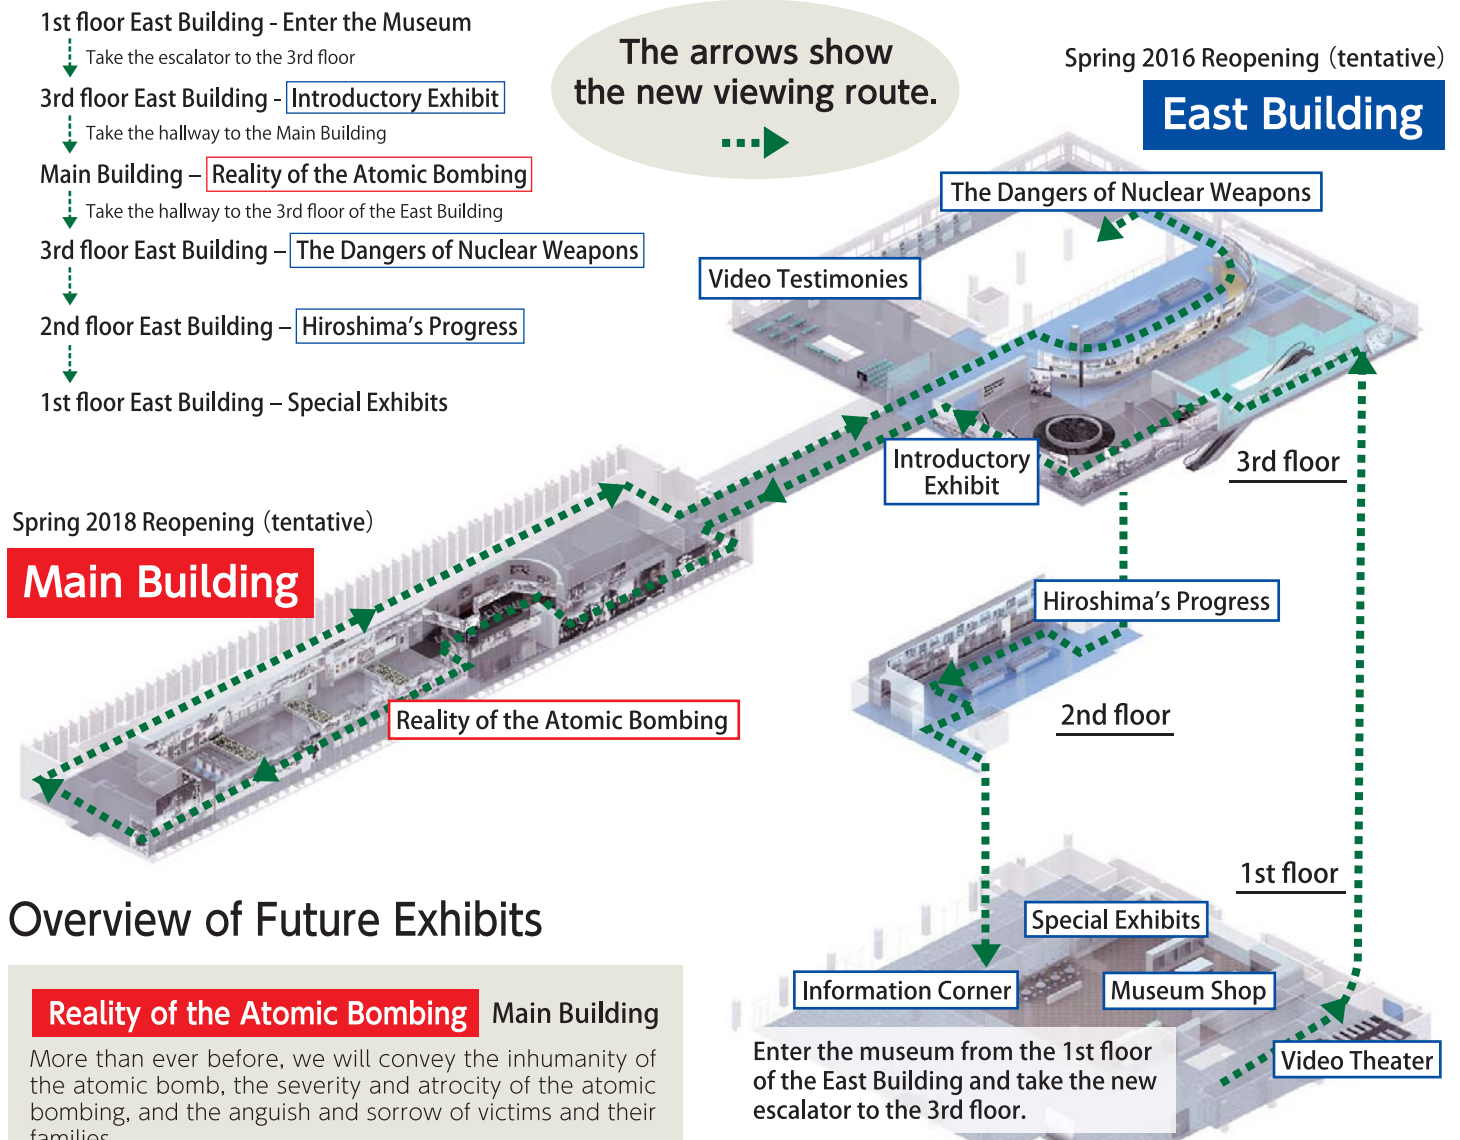 1st floor East Building - Enter the Museum
Take the escalator to the 3rd floor
3rd floor East Building - Introductory Exhibit
Take the hallway to the Main Building
Main Building – Reality of the Atomic Bombing
Take the hallway to the 3rd floor of the East Building
3rd floor East Building – The Dangers of Nuclear Weapons
2nd floor East Building – Hiroshima's Progress
1st floor East Building – Special Exhibits
The arrows show
the new viewing route.
Spring 2016 Reopening (tentative)
East Building
The Dangers of Nuclear Weapons
Video Testimonies
Introductory
Exhibit
3rd floor
Spring 2018 Reopening (tentative)
Main Building
Reality of the Atomic Bombing
Hiroshima's Progress
2nd floor
1st floor
Special Exhibits
Information Corner
Museum Shop
Video Theater
Enter the museum from the 1st floor
of the East Building and take the new
escalator to the 3rd floor.
Overview of Future Exhibits
Reality of the Atomic Bombing Main Building
More than ever before, we will convey the inhumanity of
the atomic bomb, the severity and atrocity of the atomic
bombing, and the anguish and sorrow of victims and their
families